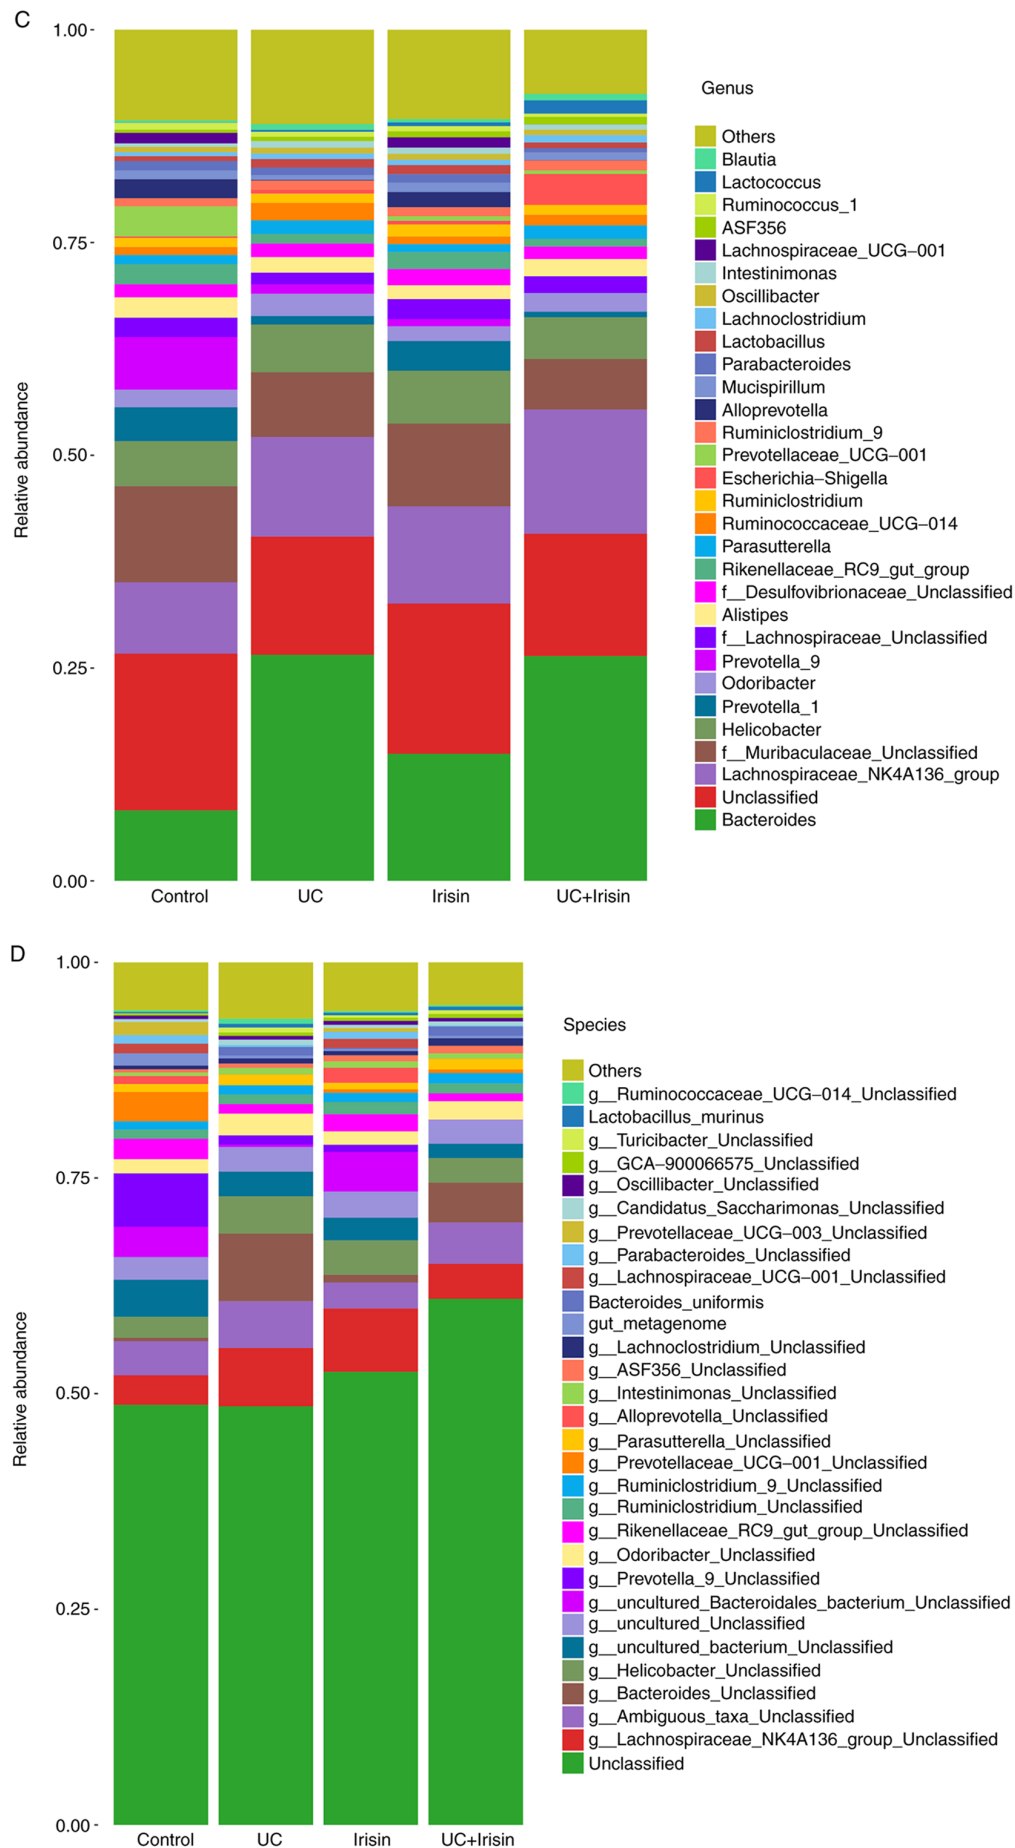 C
1.00-
0.75-
0.50-
0.25-
0.00-
Relative abundance
Control
UC
Irisin
UC+Irisin
Genus
Others
Blautia
Lactococcus
Ruminococcus_1
ASF356
Lachnospiraceae_UCG−001
Intestinimonas
Oscillibacter
Lachnoclostridium
Lactobacillus
Parabacteroides
Mucispirillum
Alloprevotella
Ruminiclostridium_9
Prevotellaceae_UCG−001
Escherichia−Shigella
Ruminiclostridium
Ruminococcaceae_UCG−014
Parasutterella
Rikenellaceae_RC9_gut_group
f__Desulfovibrionaceae_Unclassified
Alistipes
f__Lachnospiraceae_Unclassified
Prevotella_9
Odoribacter
Prevotella_1
Helicobacter
f__Muribaculaceae_Unclassified
Lachnospiraceae_NK4A136_group
Unclassified
Bacteroides
D
1.00-
0.75-
0.50-
0.25-
0.00-
Relative abundance
Control
UC
Irisin
UC+Irisin
Species
Others
g__Ruminococcaceae_UCG−014_Unclassified
Lactobacillus_murinus
g__Turicibacter_Unclassified
g__GCA−900066575_Unclassified
g__Oscillibacter_Unclassified
g__Candidatus_Saccharimonas_Unclassified
g__Prevotellaceae_UCG−003_Unclassified
g__Parabacteroides_Unclassified
g__Lachnospiraceae_UCG−001_Unclassified
Bacteroides_uniformis
gut_metagenome
g__Lachnoclostridium_Unclassified
g__ASF356_Unclassified
g__Intestinimonas_Unclassified
g__Alloprevotella_Unclassified
g__Parasutterella_Unclassified
g__Prevotellaceae_UCG−001_Unclassified
g__Ruminiclostridium_9_Unclassified
g__Ruminiclostridium_Unclassified
g__Rikenellaceae_RC9_gut_group_Unclassified
g__Odoribacter_Unclassified
g__Prevotella_9_Unclassified
g__uncultured_Bacteroidales_bacterium_Unclassified
g__uncultured_Unclassified
g__uncultured_bacterium_Unclassified
g__Helicobacter_Unclassified
g__Bacteroides_Unclassified
g__Ambiguous_taxa_Unclassified
g__Lachnospiraceae_NK4A136_group_Unclassified
Unclassified